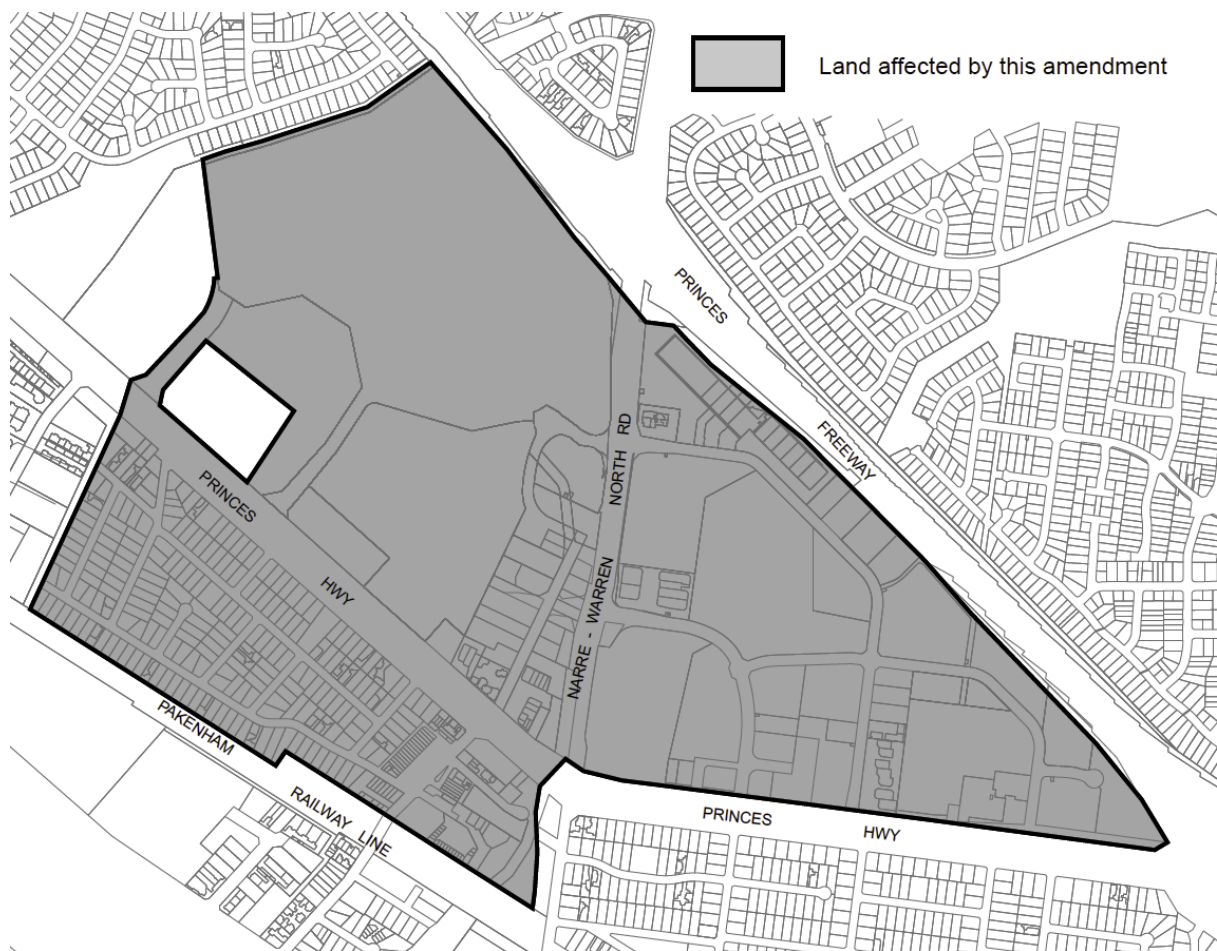 Land affected by this amendment
PRINCES
FREEWAY
NARRE - WARREN NORTH RD
PRINCES
HWY
PAKENHAM
RAILWAY LINE
PRINCES
HWY